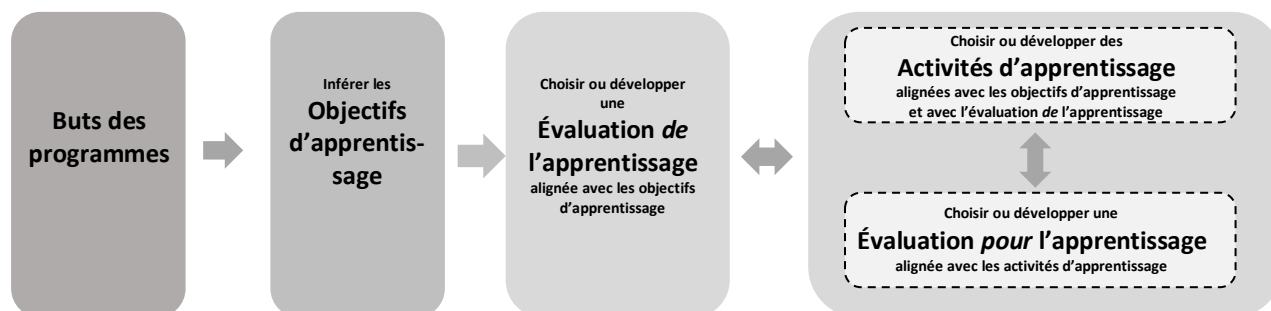 Buts des
programmes
Inférer les
Objectifs
d’apprentis-
sage
Choisir ou développer
une
Évaluation de
l’apprentissage
alignée avec les objectifs
d’apprentissage
Choisir ou développer des
Activités d’apprentissage
alignées avec les objectifs d’apprentissage
et avec l’évaluation de l’apprentissage
Choisir ou développer une
Évaluation pour l’apprentissage
alignée avec les activités d’apprentissage